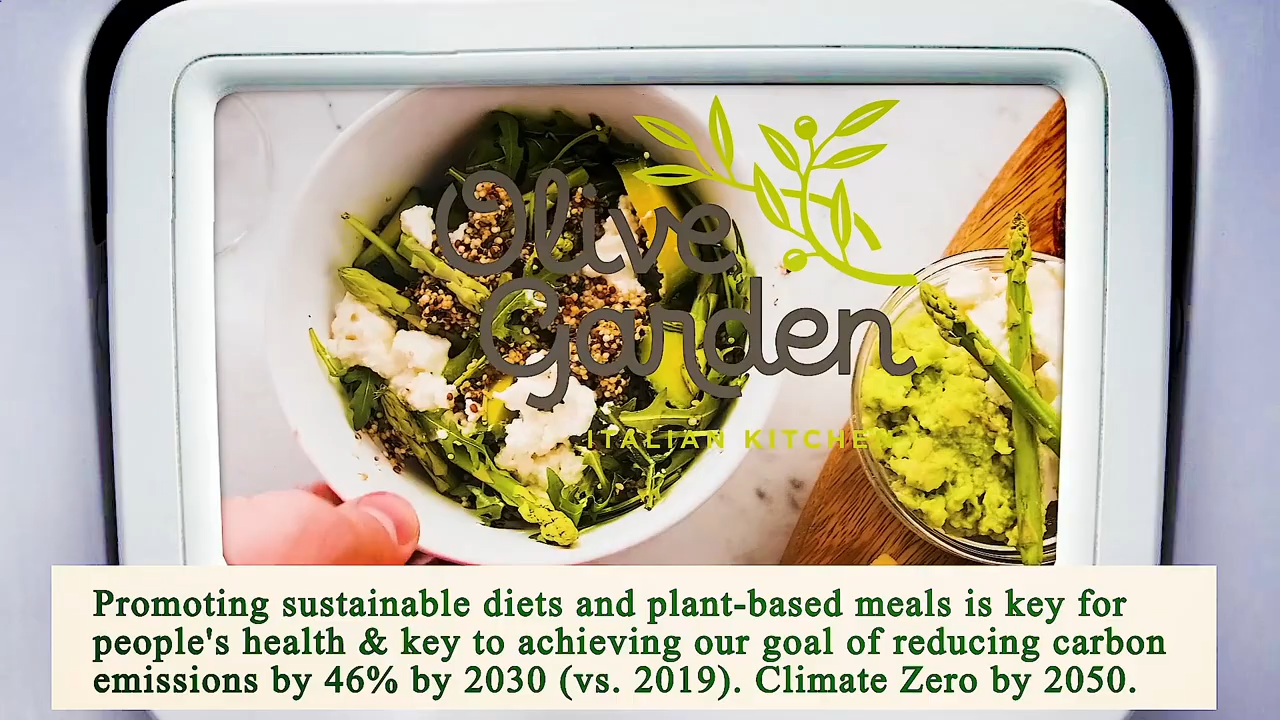 Olive
Garden
ITALIAN KITCHEN
Promoting sustainable diets and plant-based meals is key for
people's health & key to achieving our goal of reducing carbon
emissions by 46% by 2030 (vs. 2019). Climate Zero by 2050.